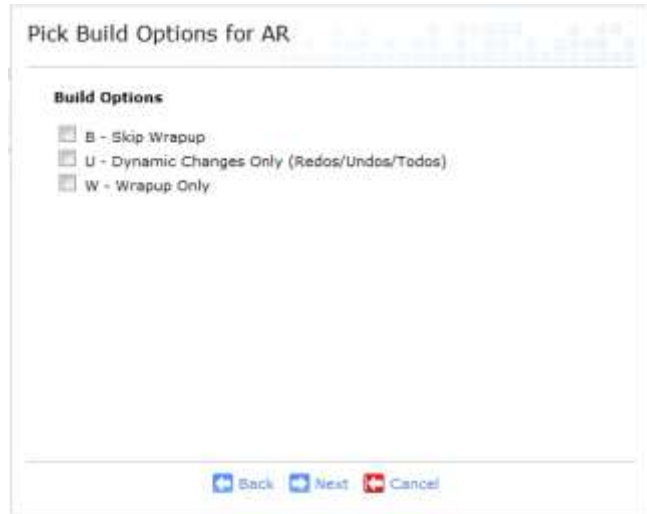 Pick Build Options for AR
Build Options
B - Skip Wrapup
U - Dynamic Changes Only (Redos/Undos/Todos)
W - Wrapup Only
Back Next Cancel